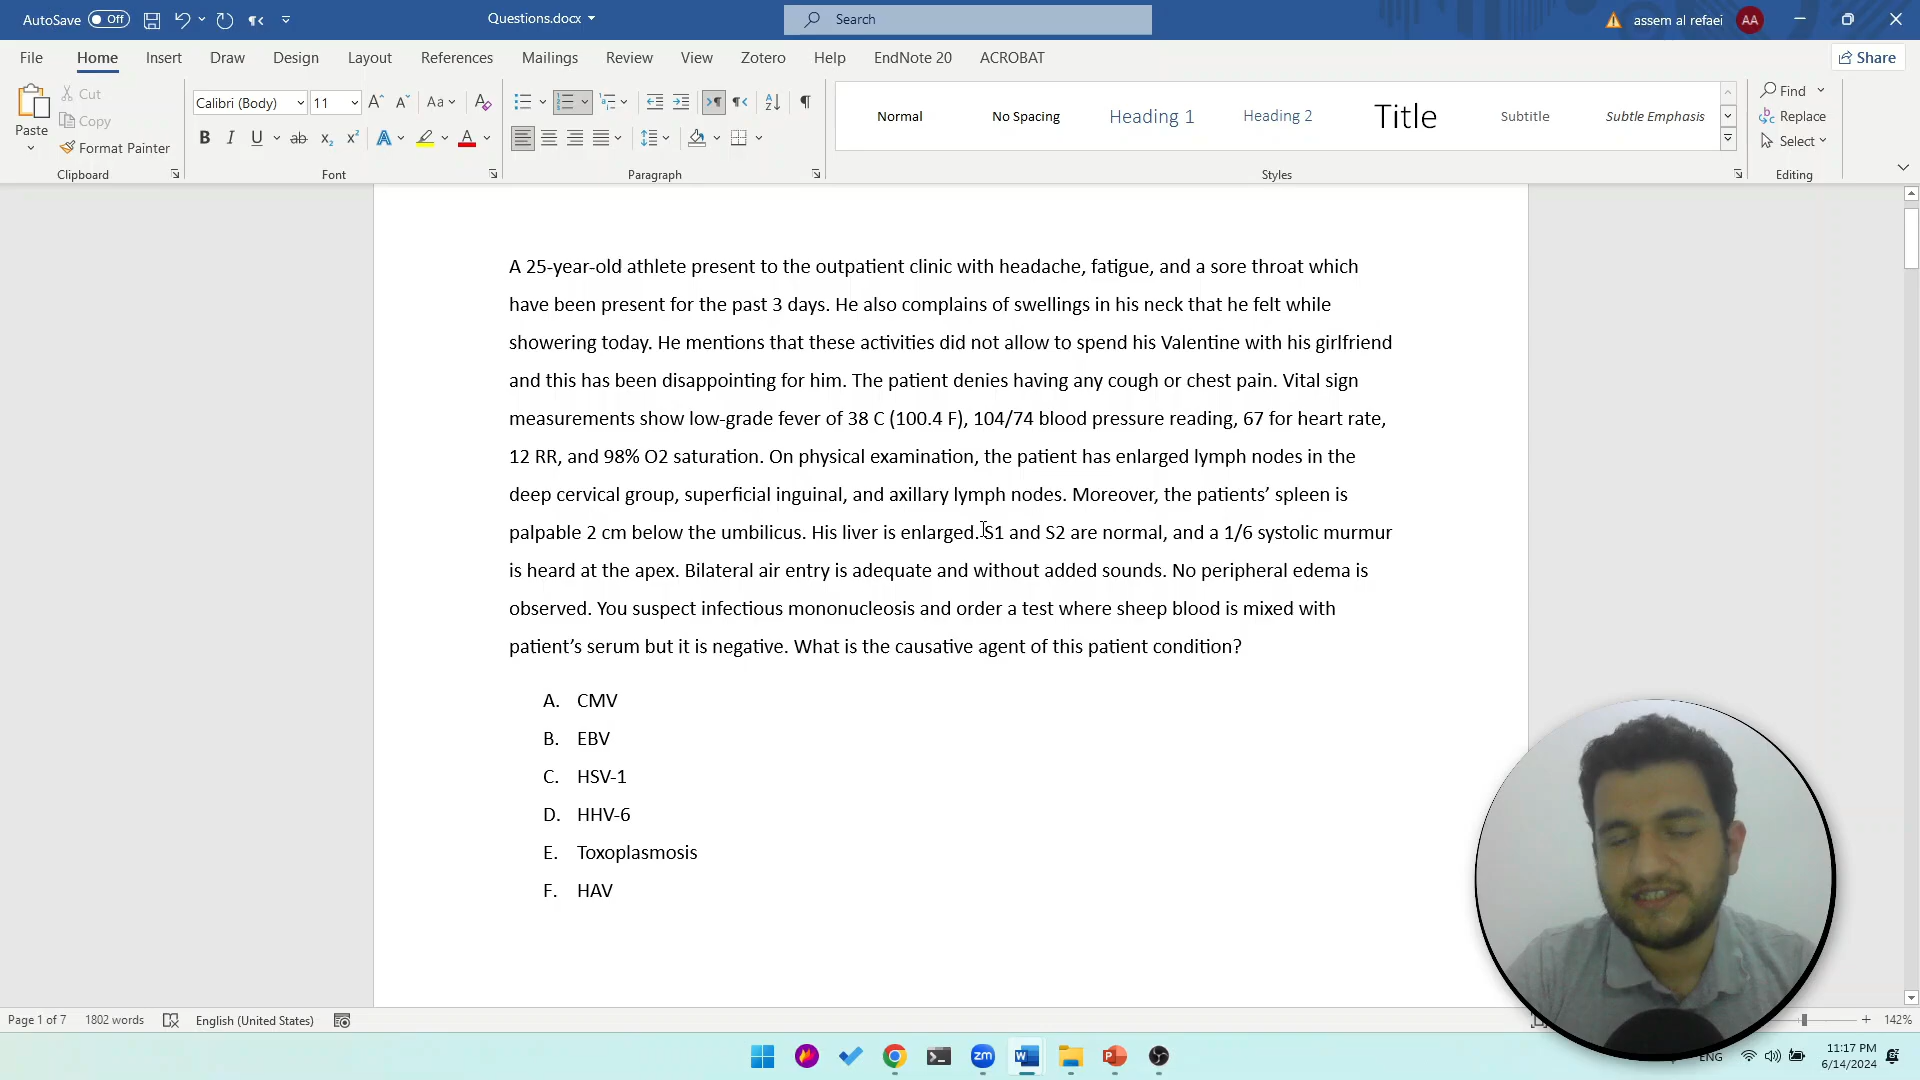 AutoSave Off
Questions.docx
Search
assem al refaei
AA
File Home Insert Draw Design Layout References Mailings Review View Zotero Help EndNote 20 ACROBAT
Share
Paste
Cut
Copy
Format Painter
Calibri (Body) 11
Normal
No Spacing
Heading 1
Heading 2
Title
Subtitle
Subtle Emphasis
Find
Replace
Select
Clipboard
Font
Paragraph
Styles
Editing
A 25-year-old athlete present to the outpatient clinic with headache, fatigue, and a sore throat which
have been present for the past 3 days. He also complains of swellings in his neck that he felt while
showering today. He mentions that these activities did not allow to spend his Valentine with his girlfriend
and this has been disappointing for him. The patient denies having any cough or chest pain. Vital sign
measurements show low-grade fever of 38 C (100.4 F), 104/74 blood pressure reading, 67 for heart rate,
12 RR, and 98% O2 saturation. On physical examination, the patient has enlarged lymph nodes in the
deep cervical group, superficial inguinal, and axillary lymph nodes. Moreover, the patients’ spleen is
palpable 2 cm below the umbilicus. His liver is enlarged. S1 and S2 are normal, and a 1/6 systolic murmur
is heard at the apex. Bilateral air entry is adequate and without added sounds. No peripheral edema is
observed. You suspect infectious mononucleosis and order a test where sheep blood is mixed with
patient’s serum but it is negative. What is the causative agent of this patient condition?
A. CMV
B. EBV
C. HSV-1
D. HHV-6
E. Toxoplasmosis
F. HAV
Page 1 of 7 1802 words English (United States)
142%
zm
ENG
11:17 PM
6/14/2024